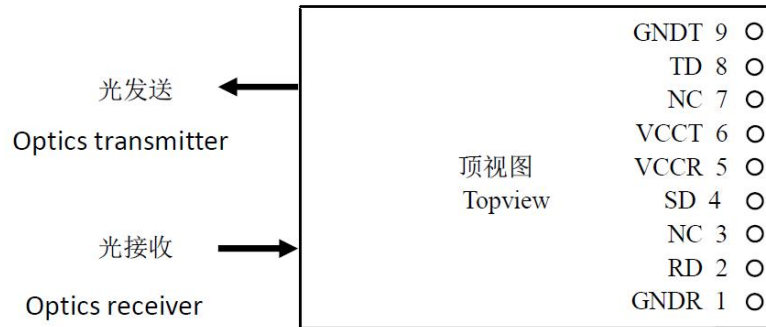 GNDT 9
TD 8
光发送
NC 7
Optics transmitter
VCCT 6
顶视图
VCCR 5
Topview
SD 4
光接收
NC 3
RD 2
Optics receiver
GNDR 1